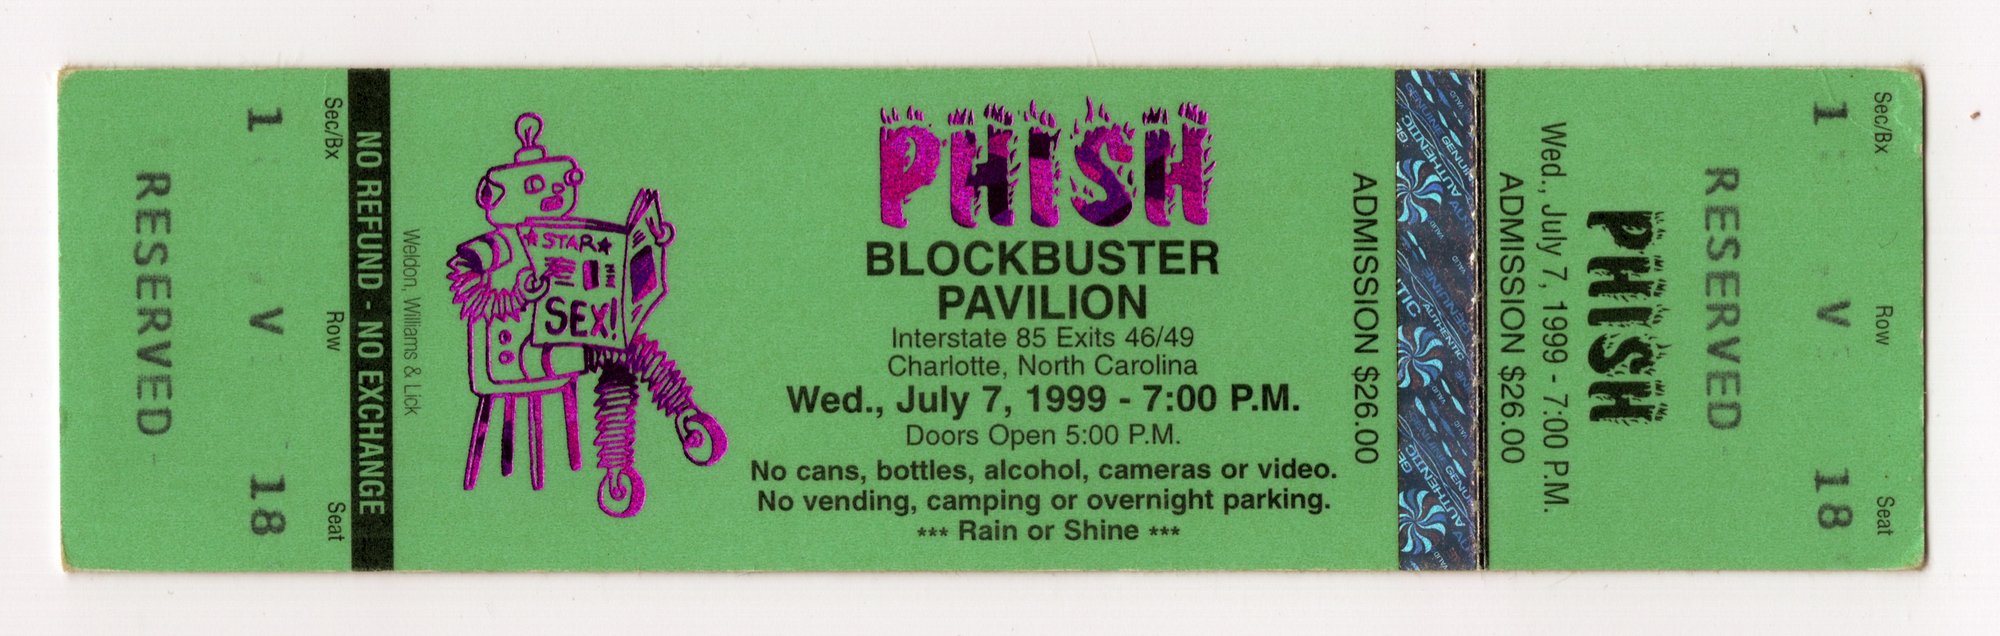 Sec/Bx Row Seat
1 V 18
RESERVED
NO REFUND - NO EXCHANGE
Weldon, Williams & Lick
STAR
SEX!
PHISH
BLOCKBUSTER
PAVILION
Interstate 85 Exits 46/49
Charlotte, North Carolina
Wed., July 7, 1999 - 7:00 P.M.
Doors Open 5:00 P.M.
No cans, bottles, alcohol, cameras or video.
No vending, camping or overnight parking.
*** Rain or Shine ***
ADMISSION $26.00
GENUINE
AUTHENTIC
VALID
Sec/Bx Row Seat
1 V 18
RESERVED
PHISH
Wed., July 7, 1999 - 7:00 P.M.
ADMISSION $26.00